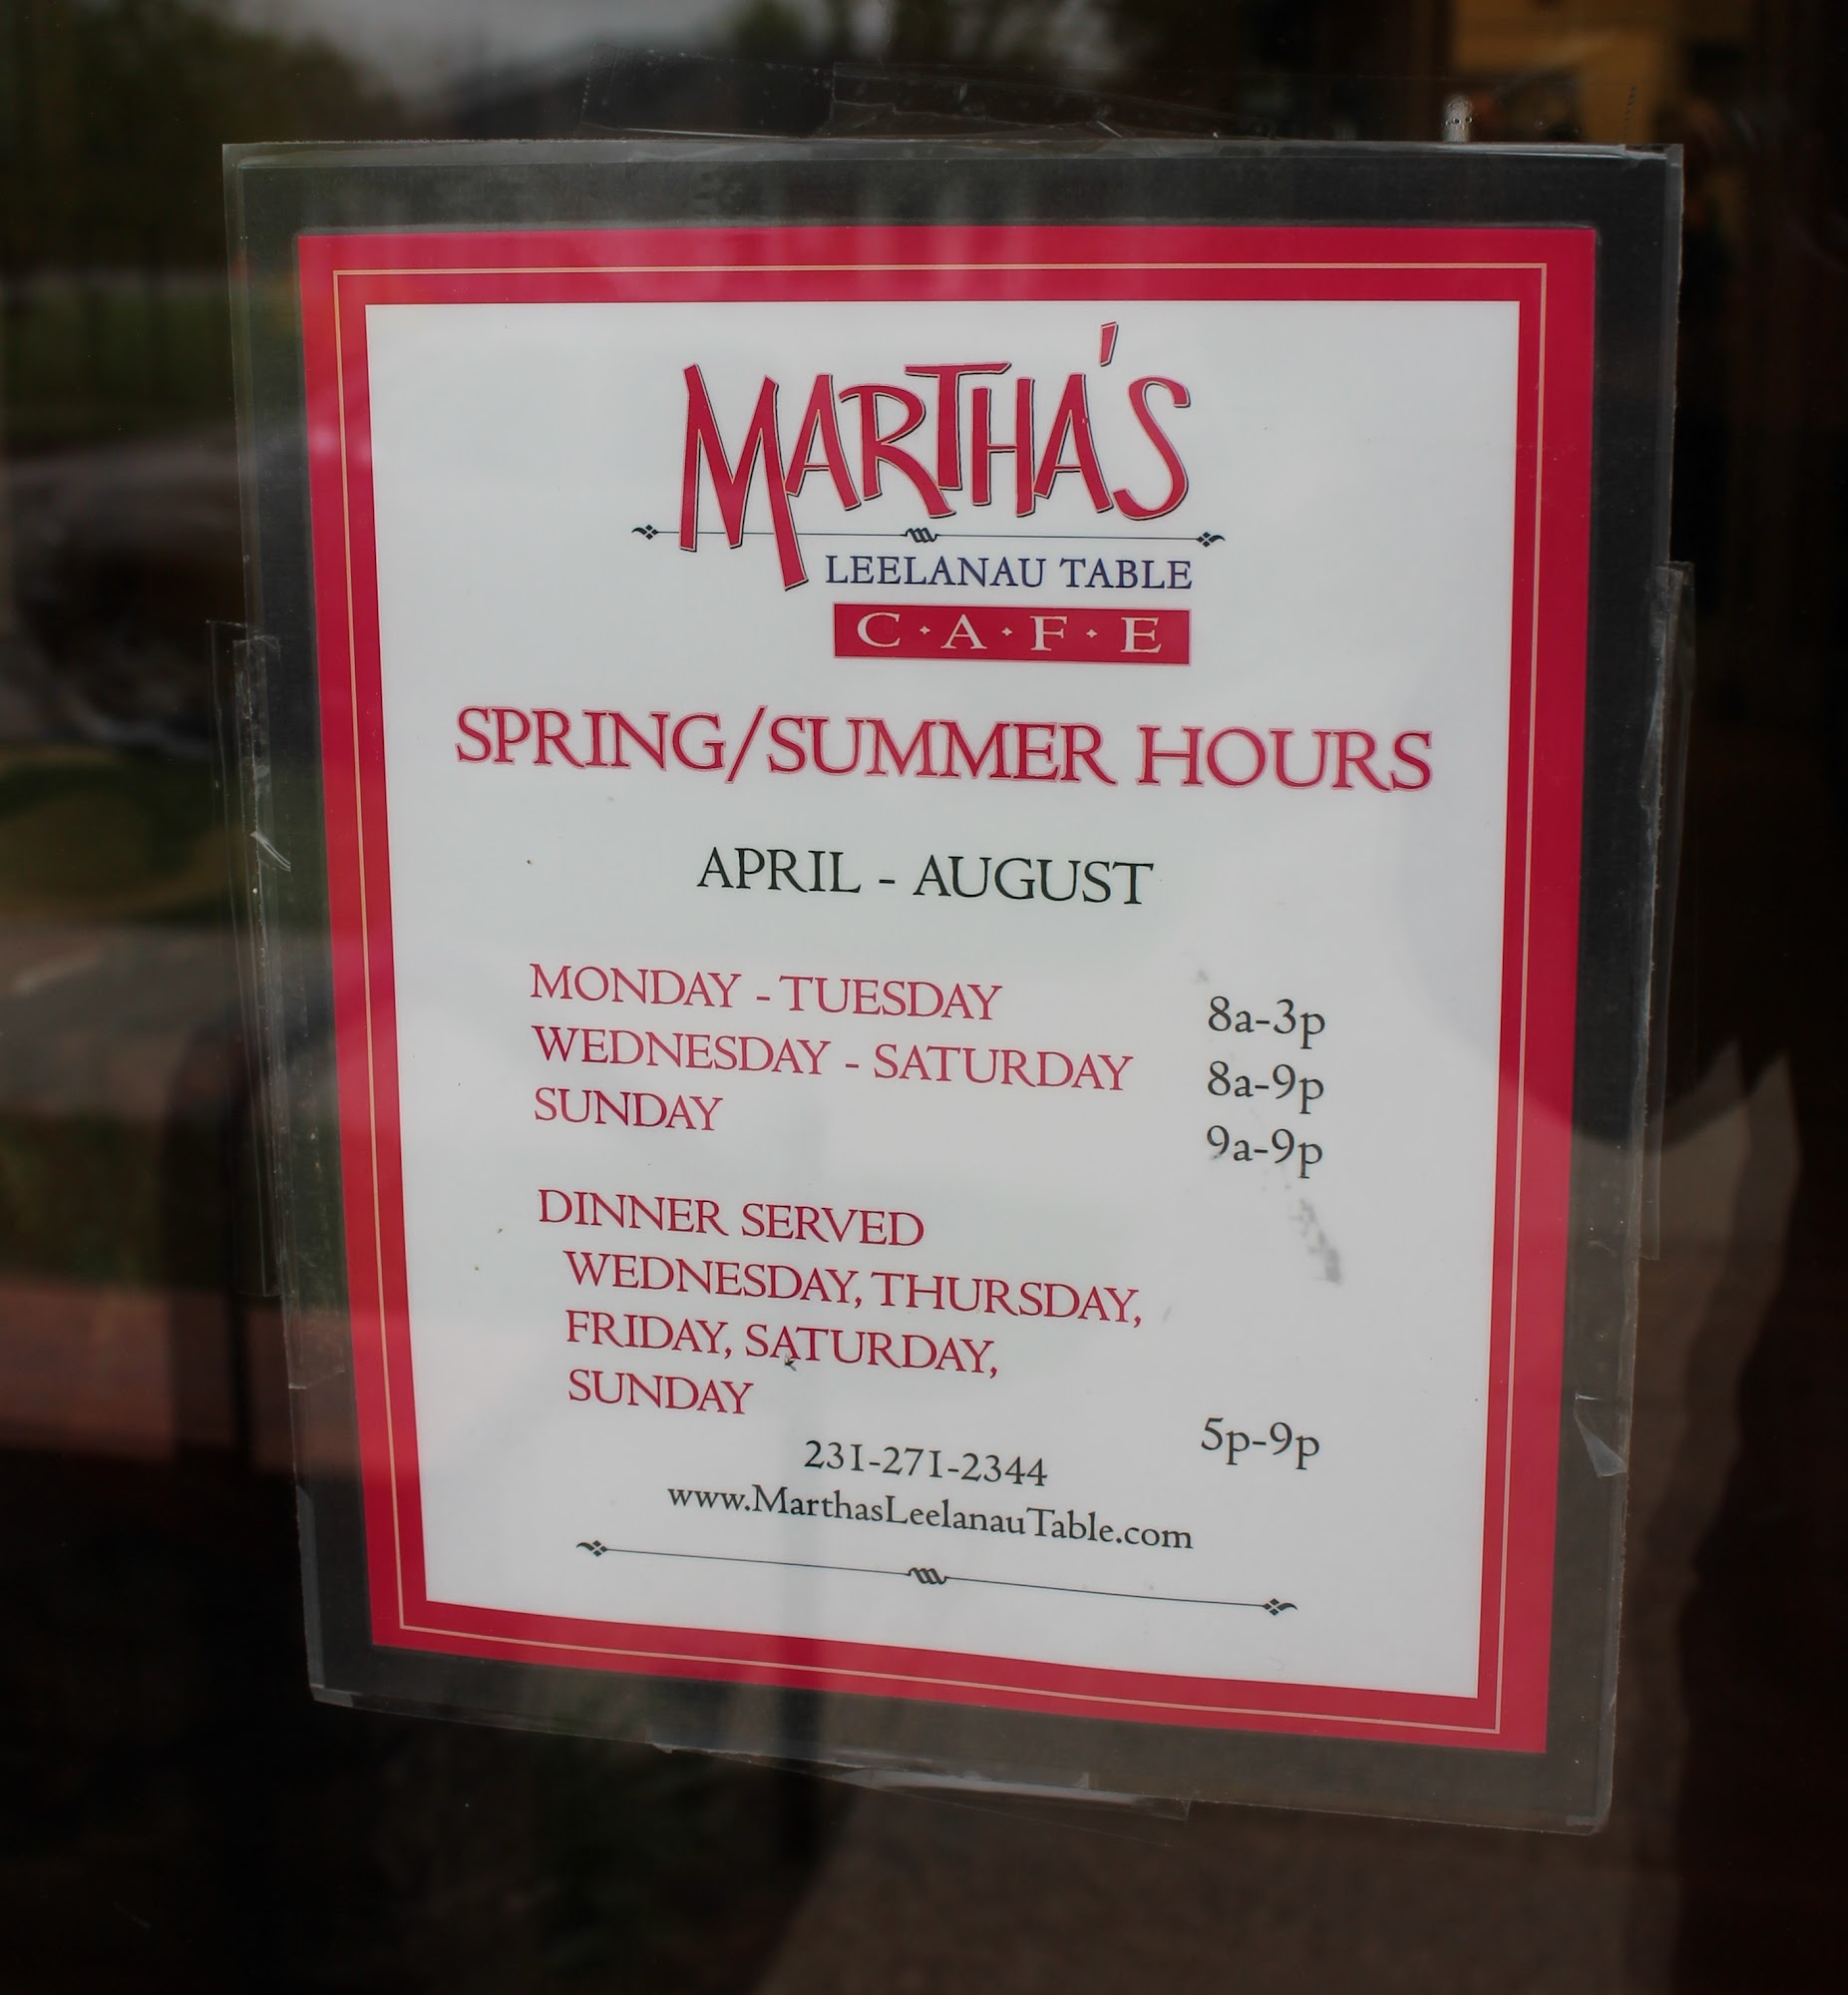 MARTHA'S
LEELANAU TABLE
C·A·F·E
SPRING/SUMMER HOURS
APRIL - AUGUST
MONDAY - TUESDAY 8a-3p
WEDNESDAY - SATURDAY 8a-9p
SUNDAY 9a-9p
DINNER SERVED
WEDNESDAY, THURSDAY,
FRIDAY, SATURDAY,
SUNDAY 5p-9p
231-271-2344
www.MarthasLeelanauTable.com